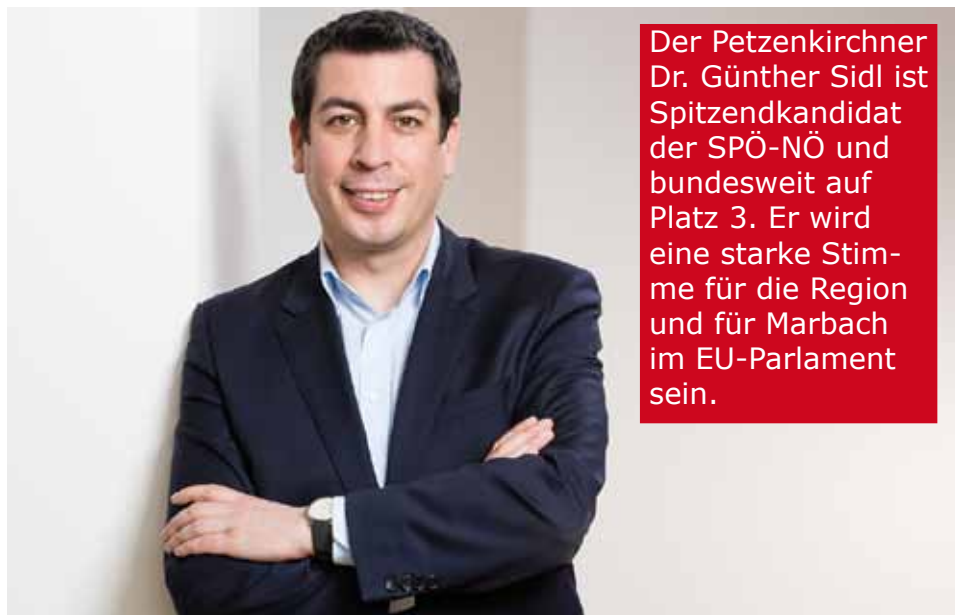 Der Petzenkirchner
Dr. Günther Sidl ist
Spitzendkandidat
der SPÖ-NÖ und
bundesweit auf
Platz 3. Er wird
eine starke Stim-
me für die Region
und für Marbach
im EU-Parlament
sein.